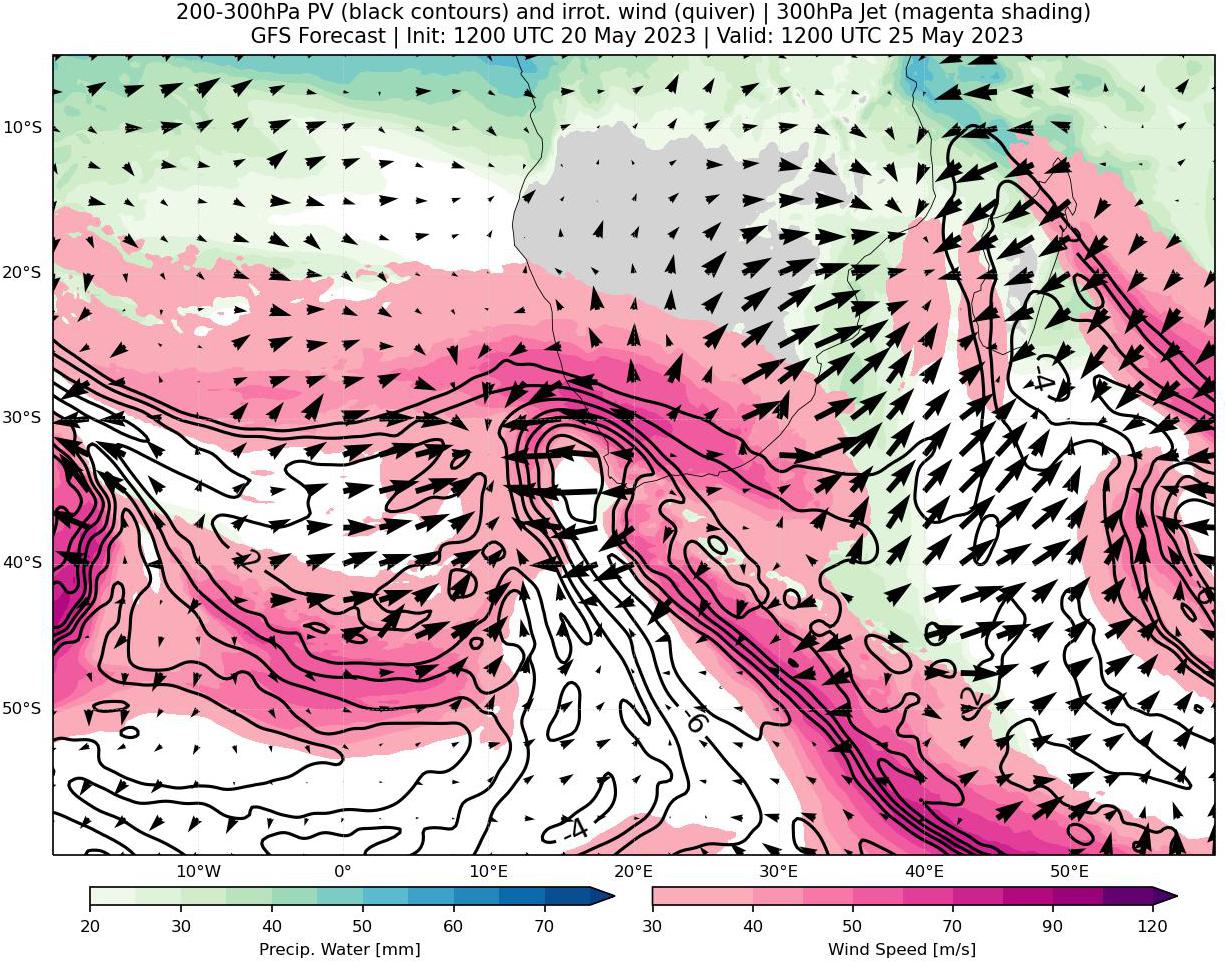 200-300hPa PV (black contours) and irrot. wind (quiver) | 300hPa Jet (magenta shading)
GFS Forecast | Init: 1200 UTC 20 May 2023 | Valid: 1200 UTC 25 May 2023
10°S
20°S
-4
30°S
40°S
-2
-6
-2
50°S
-6
-4
10°W 0° 10°E 20°E 30°E 40°E 50°E
20 30 40 50 60 70
Precip. Water [mm]
30 40 50 70 90 120
Wind Speed [m/s]